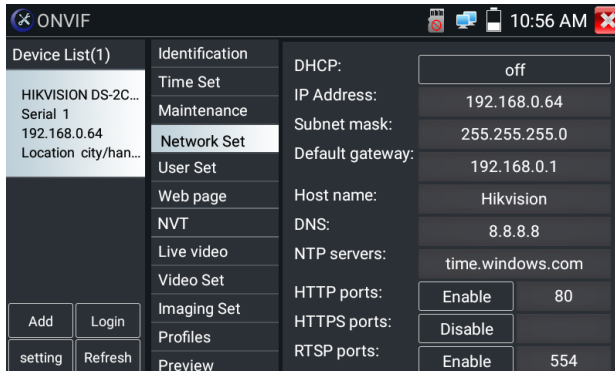 ONVIF
10:56 AM
Device List(1)
HIKVISION DS-2C...
Serial 1
192.168.0.64
Location city/han...
Add
Login
setting
Refresh
Identification
Time Set
Maintenance
Network Set
User Set
Web page
NVT
Live video
Video Set
Imaging Set
Profiles
Preview
DHCP: off
IP Address: 192.168.0.64
Subnet mask: 255.255.255.0
Default gateway: 192.168.0.1
Host name: Hikvision
DNS: 8.8.8.8
NTP servers: time.windows.com
HTTP ports: Enable 80
HTTPS ports: Disable
RTSP ports: Enable 554